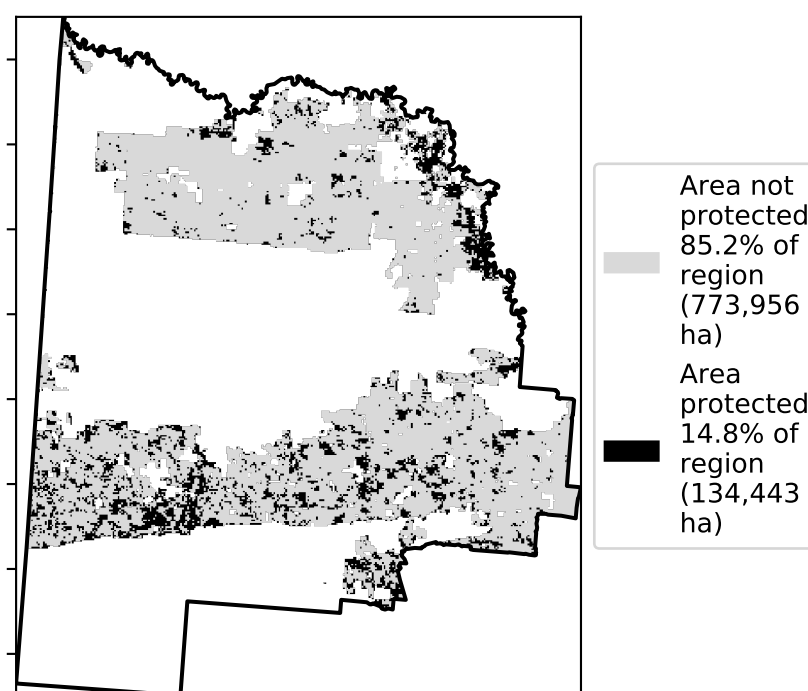 Area not
protected
85.2% of
region
(773,956
ha)
Area
protected
14.8% of
region
(134,443
ha)